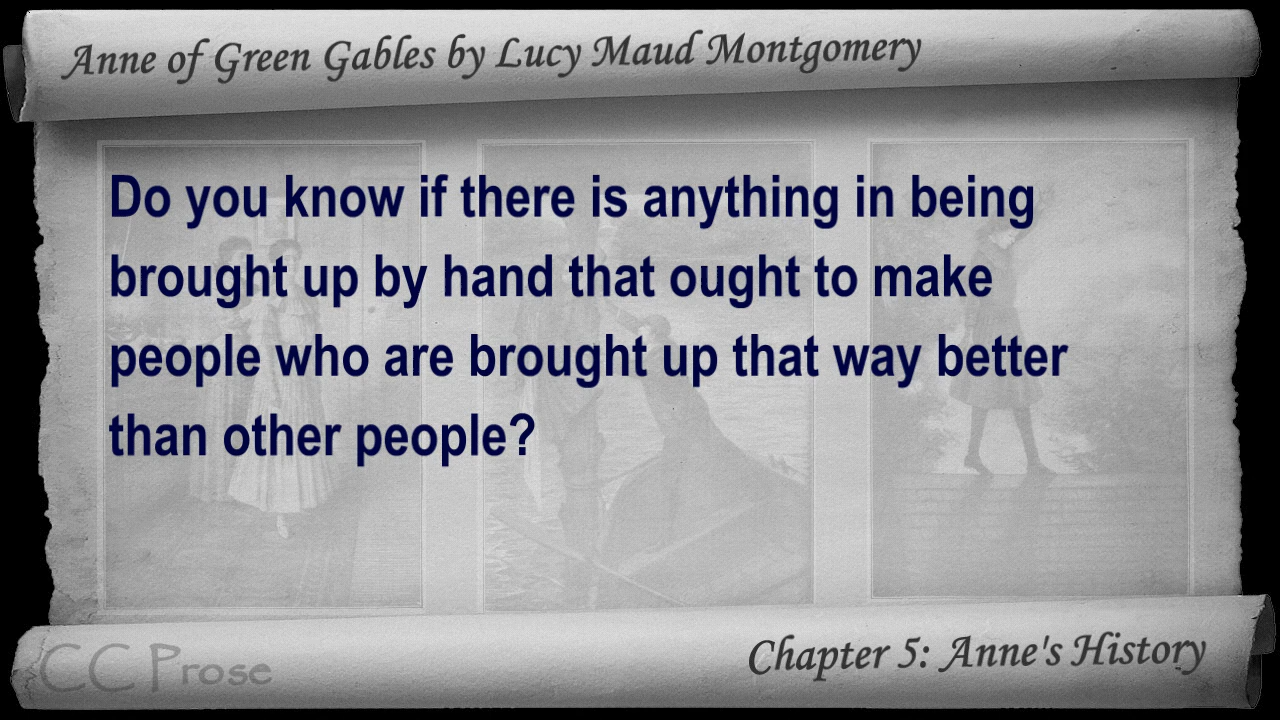 Anne of Green Gables by Lucy Maud Montgomery
Do you know if there is anything in being
brought up by hand that ought to make
people who are brought up that way better
than other people?
CC Prose
Chapter 5: Anne's History